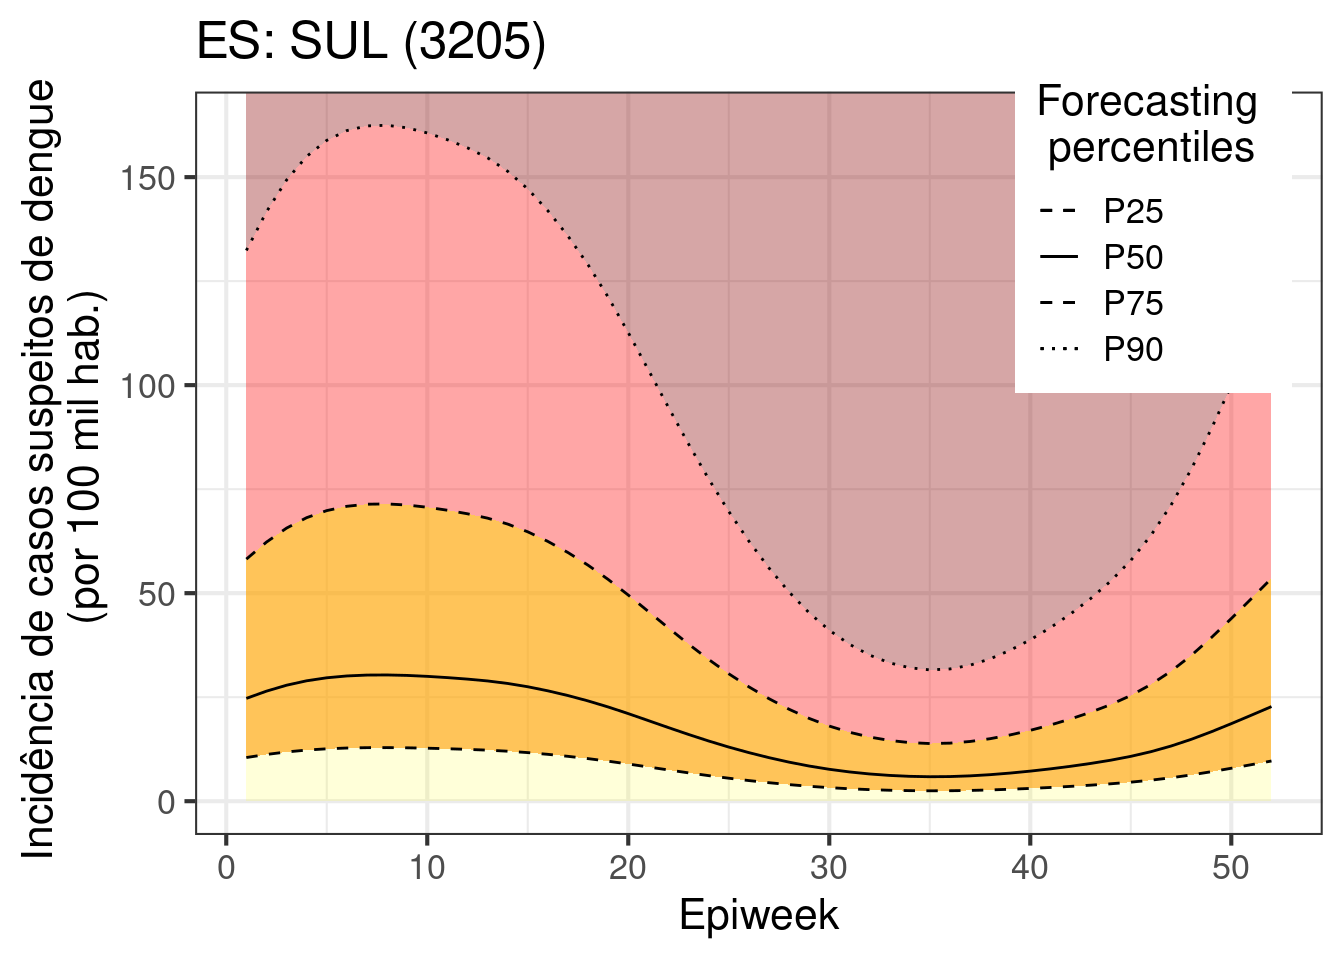 ES: SUL (3205)
Incidência de casos suspeitos de dengue
(por 100 mil hab.)
150
100
50
0
Forecasting
percentiles
P25
P50
P75
P90
0 10 20 30 40 50
Epiweek